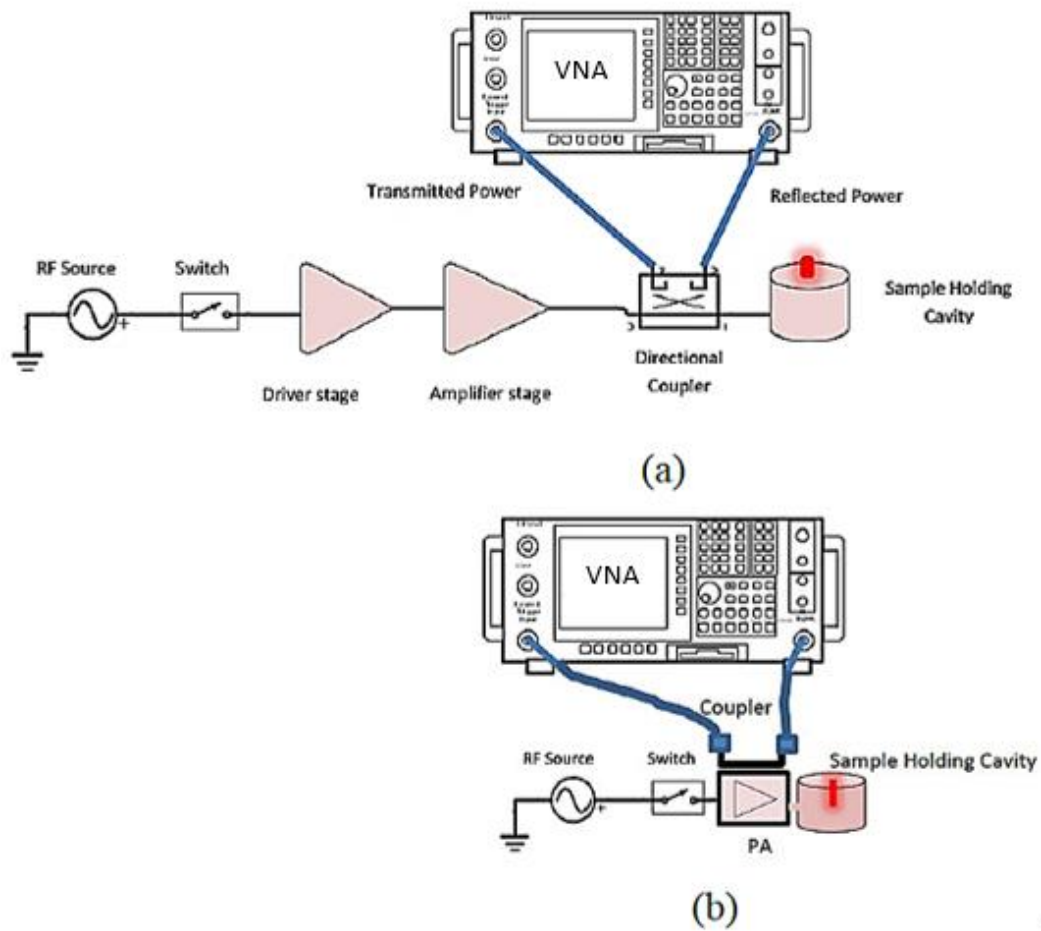 VNA
Transmitted Power
Reflected Power
RF Source
Switch
Sample Holding
Cavity
Driver stage
Amplifier stage
Directional
Coupler
(a)
VNA
Coupler
RF Source
Switch
Sample Holding Cavity
PA
(b)